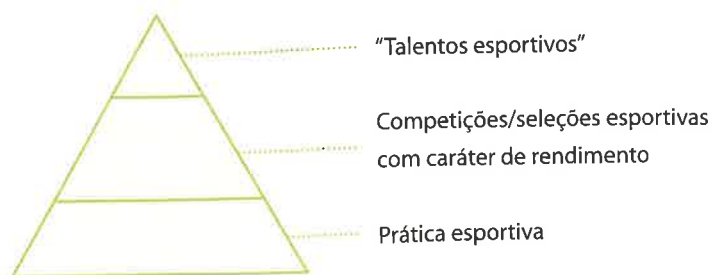 “Talentos esportivos”
Competições/seleções esportivas
com caráter de rendimento
Prática esportiva